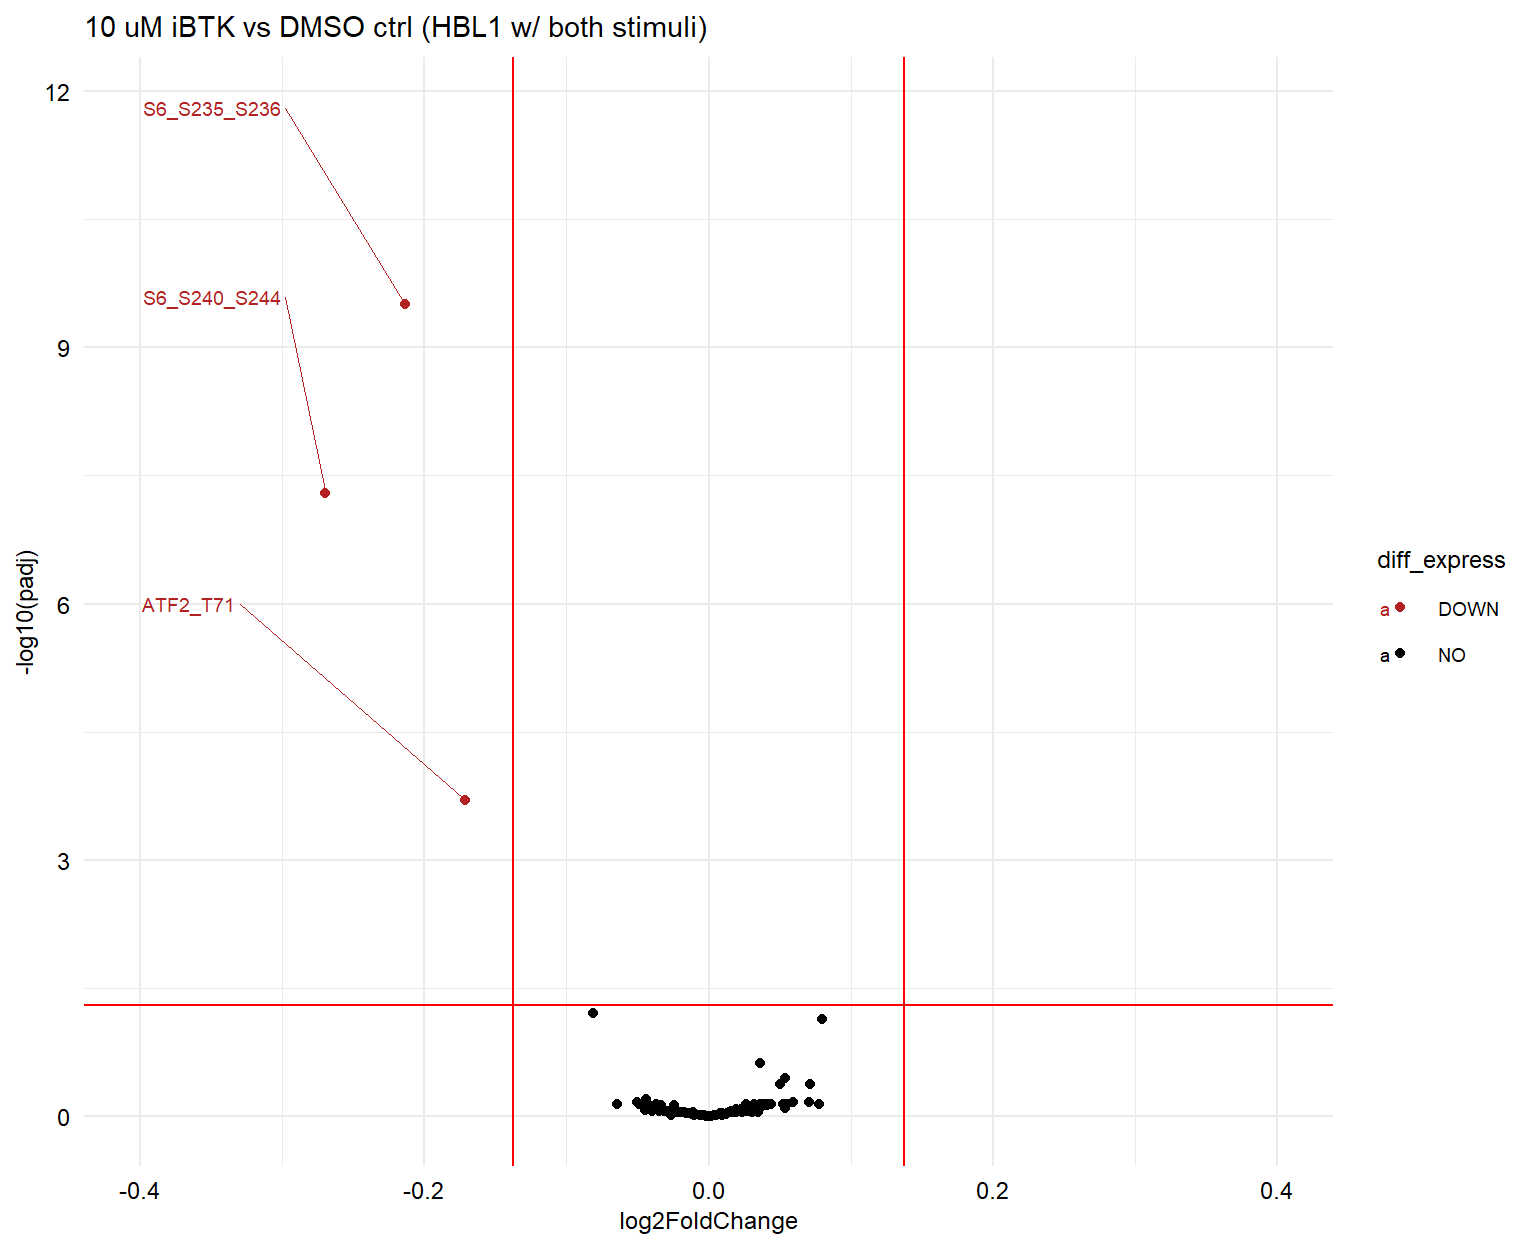 10 uM iBTK vs DMSO ctrl (HBL1 w/ both stimuli)
12
S6_S235_S236
S6_S240_S244
9
ATF2_T71
6
-log10(padj)
diff_express
a DOWN
a NO
3
0
-0.4 -0.2 0.0 0.2 0.4
log2FoldChange